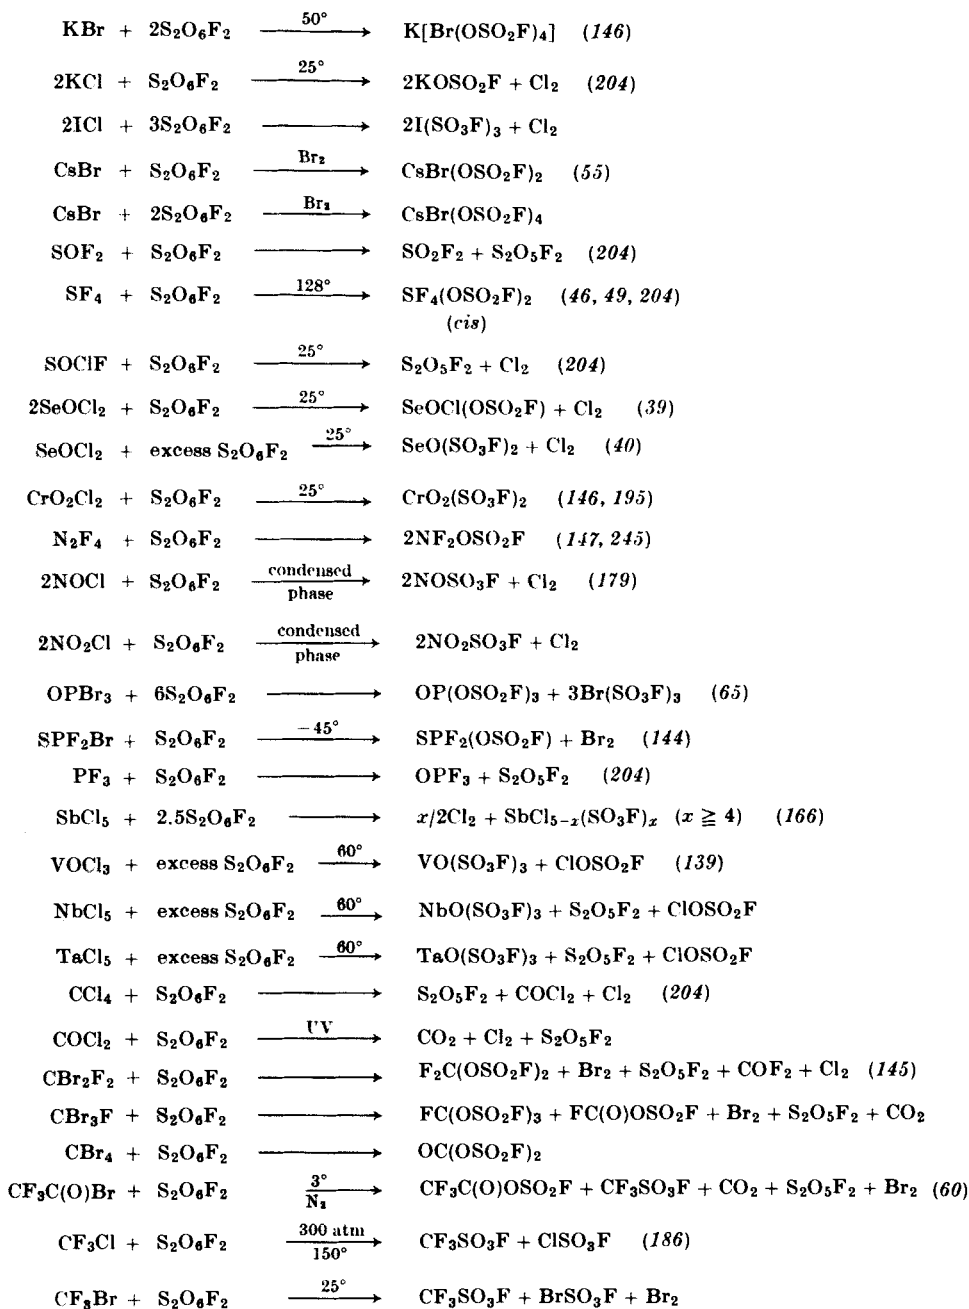 KBr + 2S₂O₆F₂ —50°→ K[Br(OSO₂F)₄] (146)
2KCl + S₂O₆F₂ —25°→ 2KOSO₂F + Cl₂ (204)
2ICl + 3S₂O₆F₂ ⟶ 2I(SO₃F)₃ + Cl₂
CsBr + S₂O₆F₂ —Br₂→ CsBr(OSO₂F)₂ (55)
CsBr + 2S₂O₆F₂ —Br₂→ CsBr(OSO₂F)₄
SOF₂ + S₂O₆F₂ ⟶ SO₂F₂ + S₂O₅F₂ (204)
SF₄ + S₂O₆F₂ —128°→ SF₄(OSO₂F)₂ (46, 49, 204)
(cis)
SOClF + S₂O₆F₂ —25°→ S₂O₅F₂ + Cl₂ (204)
2SeOCl₂ + S₂O₆F₂ —25°→ SeOCl(OSO₂F) + Cl₂ (39)
SeOCl₂ + excess S₂O₆F₂ —25°→ SeO(SO₃F)₂ + Cl₂ (40)
CrO₂Cl₂ + S₂O₆F₂ —25°→ CrO₂(SO₃F)₂ (146, 195)
N₂F₄ + S₂O₆F₂ ⟶ 2NF₂OSO₂F (147, 245)
2NOCl + S₂O₆F₂ —condensed phase→ 2NOSO₃F + Cl₂ (179)
2NO₂Cl + S₂O₆F₂ —condensed phase→ 2NO₂SO₃F + Cl₂
OPBr₃ + 6S₂O₆F₂ ⟶ OP(OSO₂F)₃ + 3Br(SO₃F)₃ (65)
SPF₂Br + S₂O₆F₂ —−45°→ SPF₂(OSO₂F) + Br₂ (144)
PF₃ + S₂O₆F₂ ⟶ OPF₃ + S₂O₅F₂ (204)
SbCl₅ + 2.5S₂O₆F₂ ⟶ x/2Cl₂ + SbCl₅₋ₓ(SO₃F)ₓ (x ≧ 4) (166)
VOCl₃ + excess S₂O₆F₂ —60°→ VO(SO₃F)₃ + ClOSO₂F (139)
NbCl₅ + excess S₂O₆F₂ —60°→ NbO(SO₃F)₃ + S₂O₅F₂ + ClOSO₂F
TaCl₅ + excess S₂O₆F₂ —60°→ TaO(SO₃F)₃ + S₂O₅F₂ + ClOSO₂F
CCl₄ + S₂O₆F₂ ⟶ S₂O₅F₂ + COCl₂ + Cl₂ (204)
COCl₂ + S₂O₆F₂ —UV→ CO₂ + Cl₂ + S₂O₅F₂
CBr₂F₂ + S₂O₆F₂ ⟶ F₂C(OSO₂F)₂ + Br₂ + S₂O₅F₂ + COF₂ + Cl₂ (145)
CBr₃F + S₂O₆F₂ ⟶ FC(OSO₂F)₃ + FC(O)OSO₂F + Br₂ + S₂O₅F₂ + CO₂
CBr₄ + S₂O₆F₂ ⟶ OC(OSO₂F)₂
CF₃C(O)Br + S₂O₆F₂ —3° N₂→ CF₃C(O)OSO₂F + CF₃SO₃F + CO₂ + S₂O₅F₂ + Br₂ (60)
CF₃Cl + S₂O₆F₂ —300 atm 150°→ CF₃SO₃F + ClSO₃F (186)
CF₃Br + S₂O₆F₂ —25°→ CF₃SO₃F + BrSO₃F + Br₂